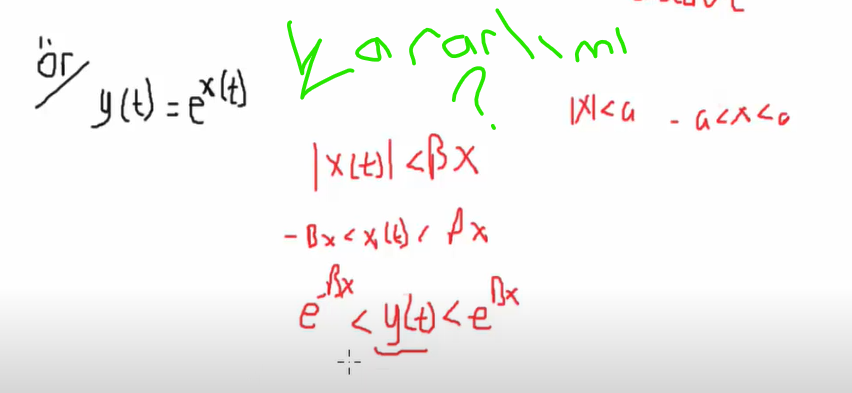 Kararlı mı
?
ör/ y(t) = e^x(t)
|x| < a - a < x < a
|x(t)| < βx
- βx < x(t) < βx
e^-βx < y(t) < e^βx